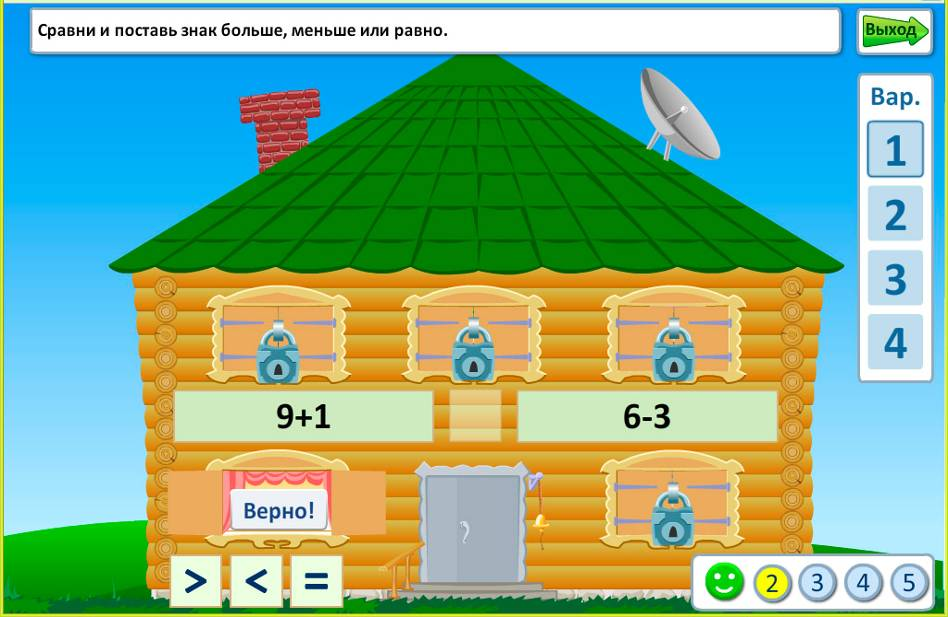 Сравни и поставь знак больше, меньше или равно.
Выход
Вар.
1
2
3
4
9+1
6-3
Верно!
> < =
2 3 4 5